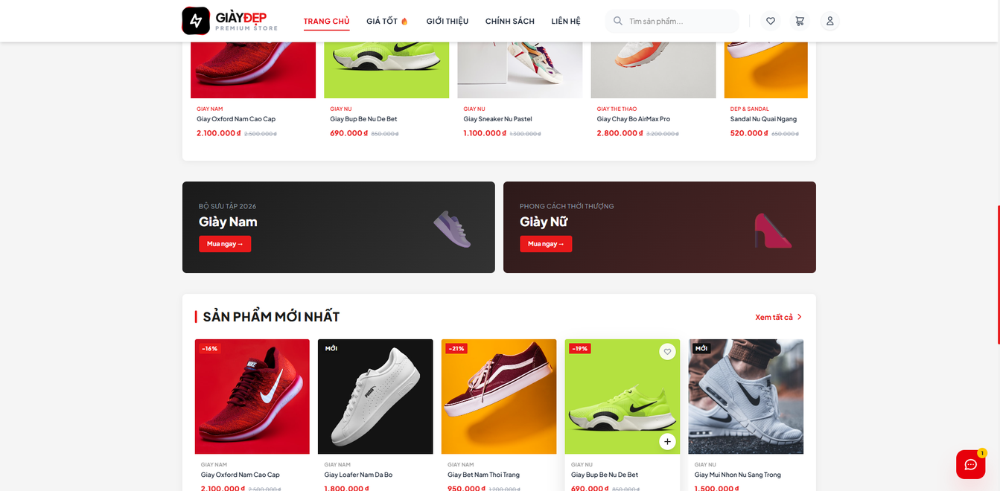 GIÀYĐẸP
PREMIUM STORE
TRANG CHỦ
GIÁ TỐT
GIỚI THIỆU
CHÍNH SÁCH
LIÊN HỆ
Tìm sản phẩm...
GIAY NAM
Giay Oxford Nam Cao Cap
2.100.000 ₫ 2.500.000 ₫
GIAY NU
Giay Bup Be Nu De Bet
690.000 ₫ 850.000 ₫
GIAY NU
Giay Sneaker Nu Pastel
1.100.000 ₫ 1.300.000 ₫
GIAY THE THAO
Giay Chay Bo AirMax Pro
2.800.000 ₫ 3.200.000 ₫
DEP & SANDAL
Sandal Nu Quai Ngang
520.000 ₫ 650.000 ₫
BỘ SƯU TẬP 2026
Giày Nam
Mua ngay →
PHONG CÁCH THỜI THƯỢNG
Giày Nữ
Mua ngay →
SẢN PHẨM MỚI NHẤT
Xem tất cả
-16%
NIKE
GIAY NAM
Giay Oxford Nam Cao Cap
2.100.000 ₫ 2.500.000 ₫
MỚI
PUMA
GIAY NAM
Giay Loafer Nam Da Bo
1.800.000 ₫
-21%
GIAY NAM
Giay Bet Nam Thoi Trang
950.000 ₫ 1.200.000 ₫
-19%
GIAY NU
Giay Bup Be Nu De Bet
690.000 ₫ 850.000 ₫
MỚI
GIAY NU
Giay Mui Nhon Nu Sang Trong
1.500.000 ₫
1